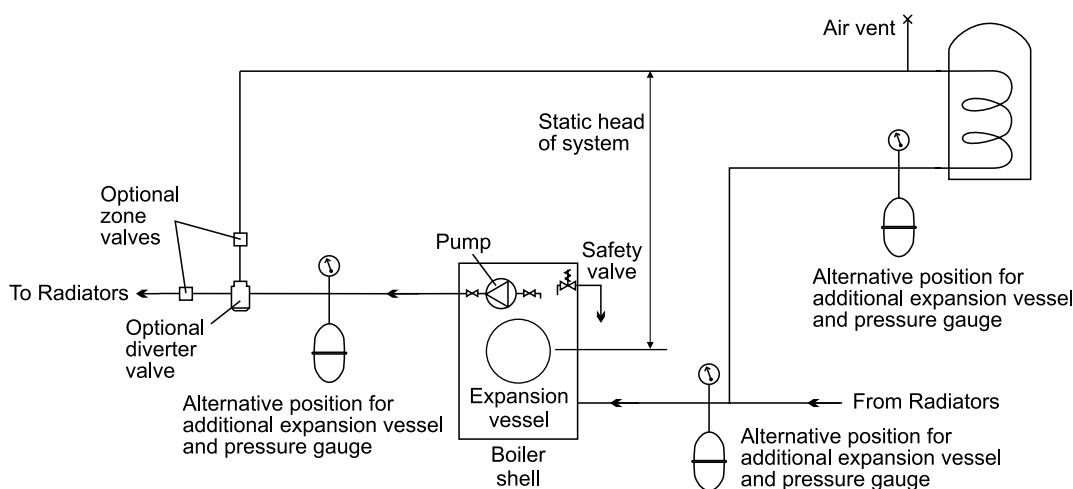 Air vent
Static head
of system
Optional
zone
valves
Pump
Safety
valve
To Radiators
Optional
diverter
valve
Alternative position for
additional expansion vessel
and pressure gauge
Expansion
vessel
Boiler
shell
Alternative position for
additional expansion vessel
and pressure gauge
From Radiators
Alternative position for
additional expansion vessel
and pressure gauge